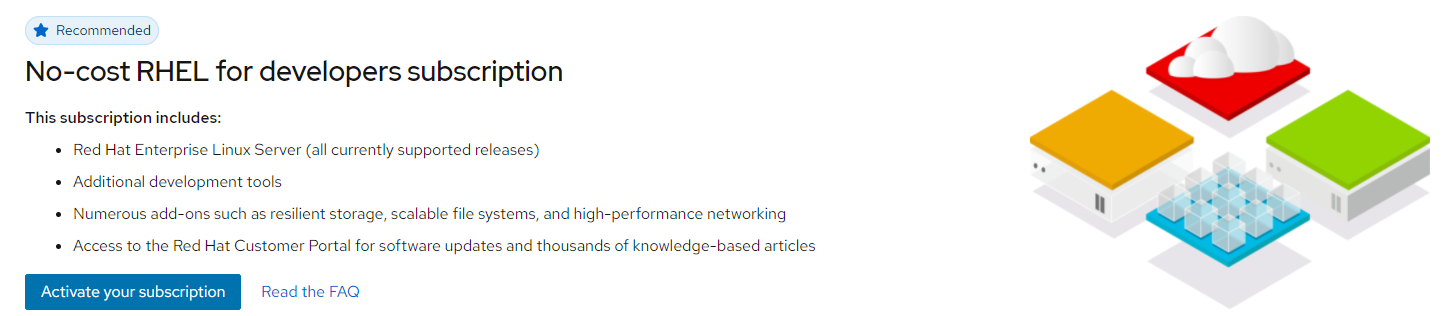 Recommended
No-cost RHEL for developers subscription
This subscription includes:
• Red Hat Enterprise Linux Server (all currently supported releases)
• Additional development tools
• Numerous add-ons such as resilient storage, scalable file systems, and high-performance networking
• Access to the Red Hat Customer Portal for software updates and thousands of knowledge-based articles
Activate your subscription Read the FAQ